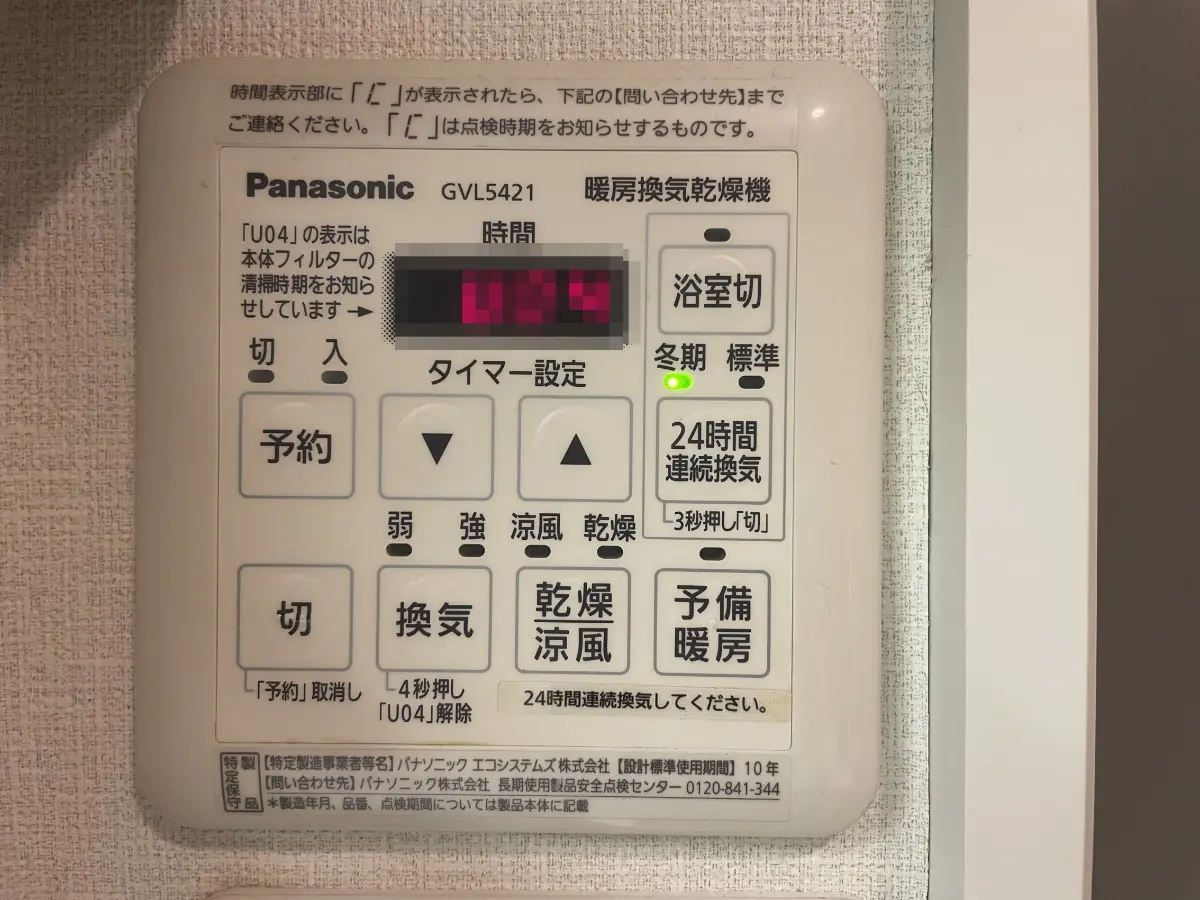 時間表示部に「「C」が表示されたら、下記の【問い合わせ先】まで
ご連絡ください。「「C」は点検時期をお知らせするものです。
Panasonic GVL5421 暖房換気乾燥機
「U04」の表示は
本体フィルターの
清掃時期をお知ら
せしています→
時間
U04
浴室切
切 入
タイマー設定
冬期 標準
予約
▼
▲
24時間
連続換気
3秒押し「切」
弱 強 涼風 乾燥
切
換気
乾燥
涼風
予備
暖房
「予約」取消し
4秒押し
「U04」解除
24時間連続換気してください。
特定保守製品
【特定製造事業者等名】パナソニック エコシステムズ株式会社【設計標準使用期間】10年
【問い合わせ先】パナソニック株式会社 長期使用製品安全点検センター 0120-841-344
*製造年月、品番、点検期間については製品本体に記載